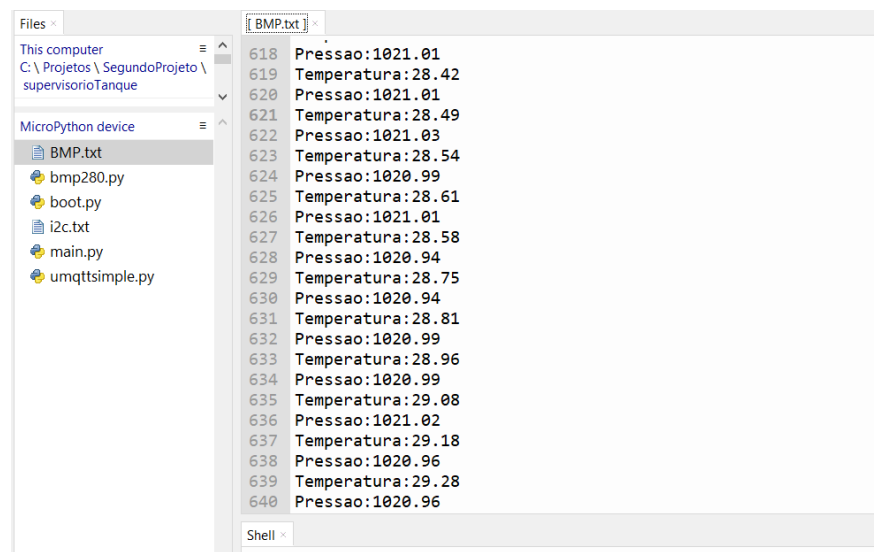 Files ×
This computer
C: \ Projetos \ SegundoProjeto \
supervisorioTanque
MicroPython device
BMP.txt
bmp280.py
boot.py
i2c.txt
main.py
umqttsimple.py
[ BMP.txt ] ×
618 Pressao:1021.01
619 Temperatura:28.42
620 Pressao:1021.01
621 Temperatura:28.49
622 Pressao:1021.03
623 Temperatura:28.54
624 Pressao:1020.99
625 Temperatura:28.61
626 Pressao:1021.01
627 Temperatura:28.58
628 Pressao:1020.94
629 Temperatura:28.75
630 Pressao:1020.94
631 Temperatura:28.81
632 Pressao:1020.99
633 Temperatura:28.96
634 Pressao:1020.99
635 Temperatura:29.08
636 Pressao:1021.02
637 Temperatura:29.18
638 Pressao:1020.96
639 Temperatura:29.28
640 Pressao:1020.96
Shell ×